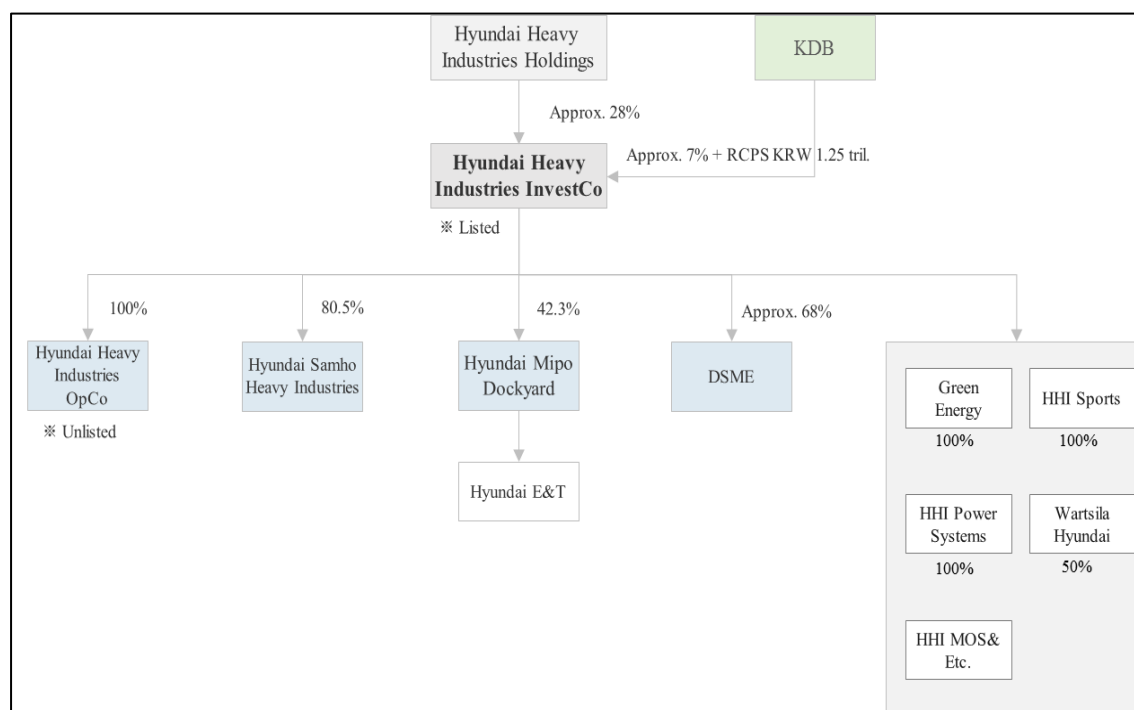 Hyundai Heavy
Industries Holdings
KDB
Approx. 28%
Approx. 7% + RCPS KRW 1.25 tril.
Hyundai Heavy
Industries InvestCo
※ Listed
100%
80.5%
42.3%
Approx. 68%
Hyundai Heavy
Industries
OpCo
※ Unlisted
Hyundai Samho
Heavy Industries
Hyundai Mipo
Dockyard
DSME
Hyundai E&T
Green
Energy
100%
HHI Sports
100%
HHI Power
Systems
100%
Wartsila
Hyundai
50%
HHI MOS&
Etc.